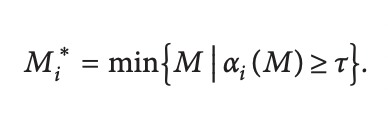 M_i^* = min{M | α_i(M) ≥ τ}.